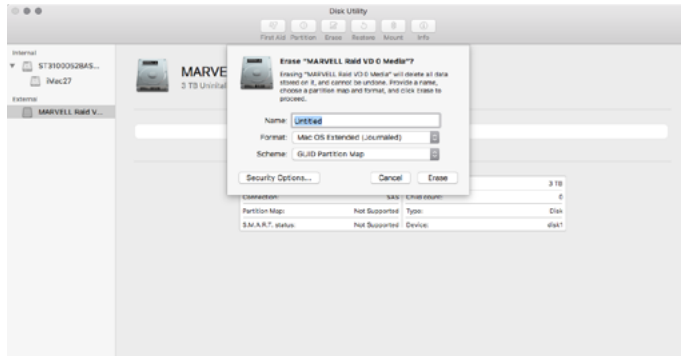 Disk Utility
First Aid Partition Erase Restore Mount Info
Internal
ST31000528AS...
iMac27
External
MARVELL Raid V...
MARVE
3 TB Uninitial
Erase "MARVELL Raid VD 0 Media"?
Erasing "MARVELL Raid VD 0 Media" will delete all data
stored on it, and cannot be undone. Provide a name,
choose a partition map and format, and click Erase to
proceed.
Name: Untitled
Format: Mac OS Extended (Journaled)
Scheme: GUID Partition Map
Security Options... Cancel Erase
3 TB
Connection: SAS Child count: 0
Partition Map: Not Supported Type: Disk
S.M.A.R.T. status: Not Supported Device: disk1